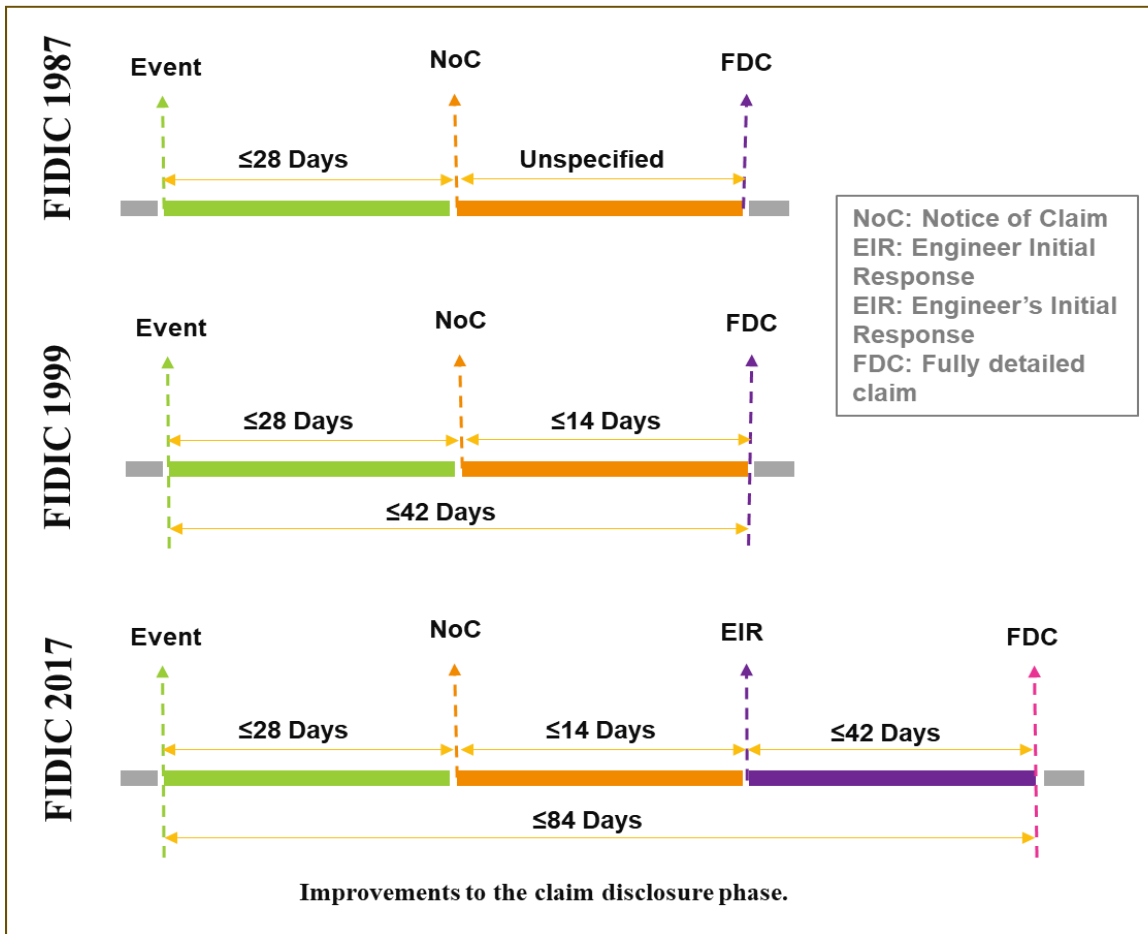 FIDIC 1987
Event
NoC
FDC
≤28 Days
Unspecified
NoC: Notice of Claim
EIR: Engineer Initial
Response
EIR: Engineer’s Initial
Response
FDC: Fully detailed
claim
FIDIC 1999
Event
NoC
FDC
≤28 Days
≤14 Days
≤42 Days
FIDIC 2017
Event
NoC
EIR
FDC
≤28 Days
≤14 Days
≤42 Days
≤84 Days
Improvements to the claim disclosure phase.